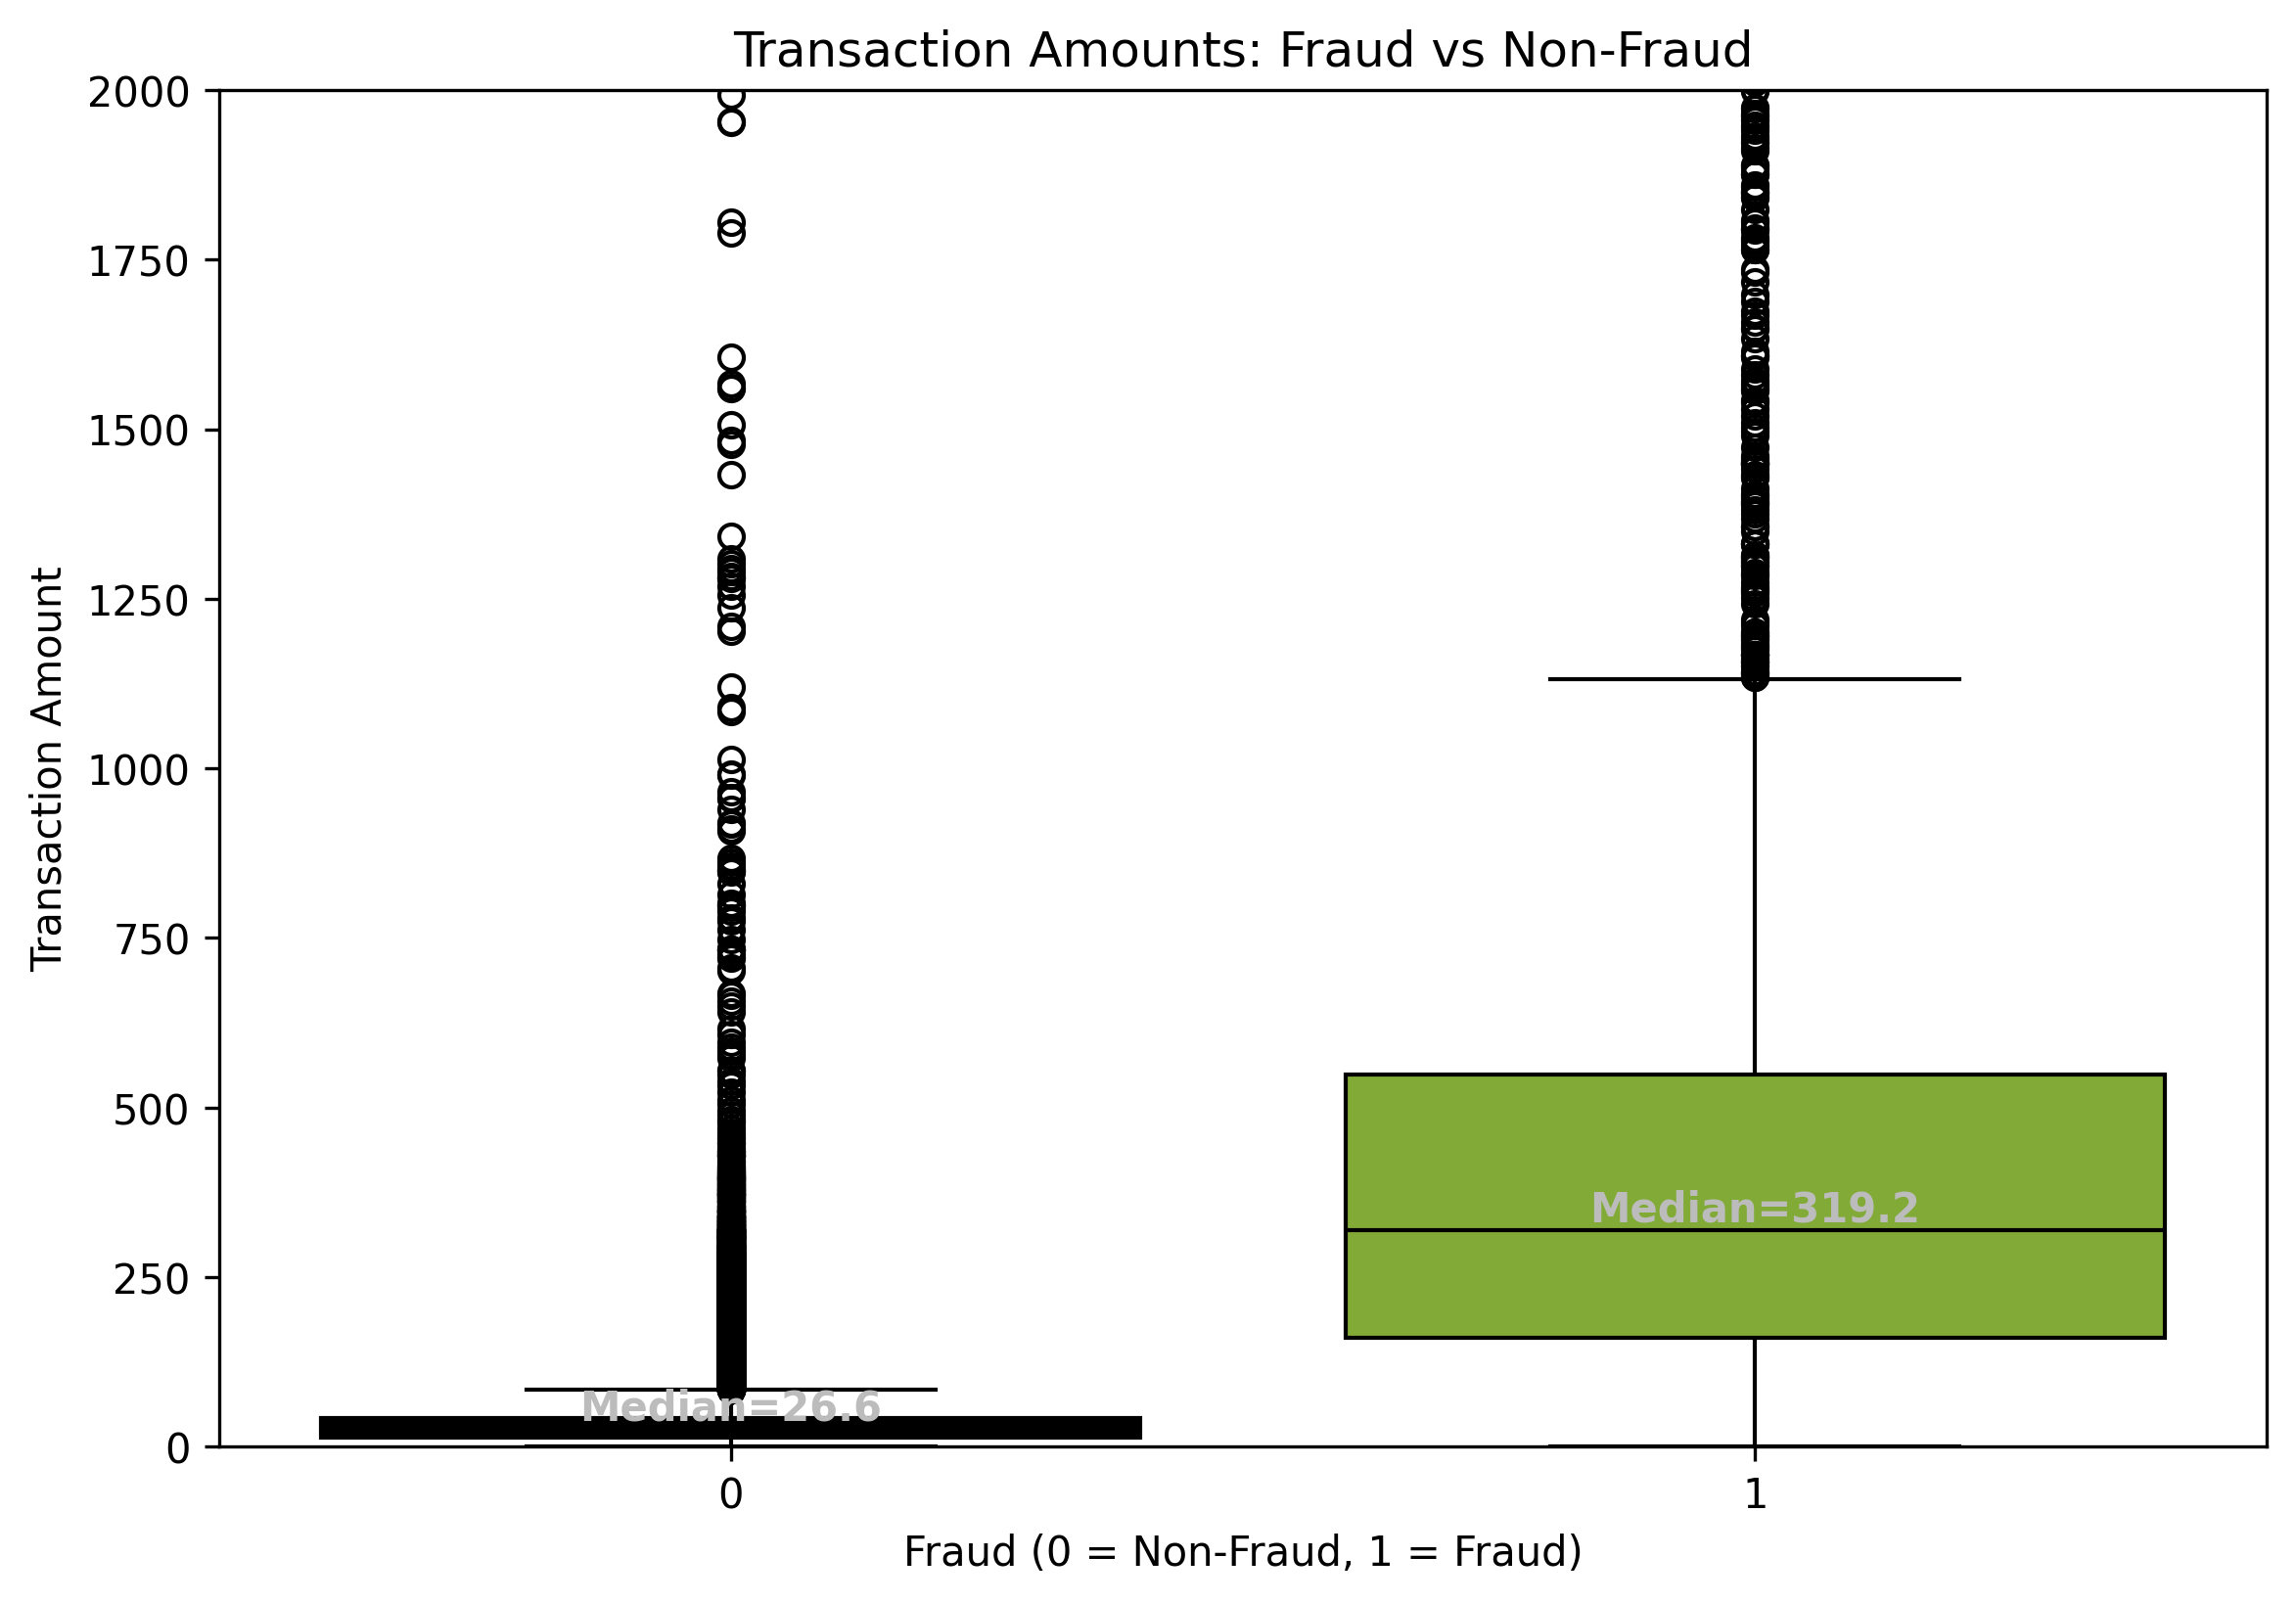 Transaction Amounts: Fraud vs Non-Fraud
Transaction Amount
2000
1750
1500
1250
1000
750
500
250
0
Median=319.2
Median=26.6
0
1
Fraud (0 = Non-Fraud, 1 = Fraud)